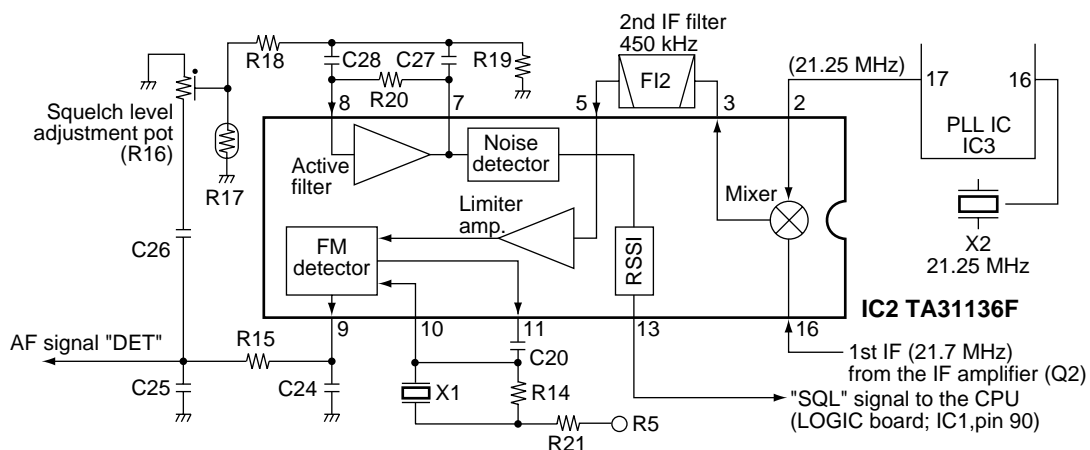 2nd IF filter
450 kHz
R18
C28
C27
R19
R20
FI2
(21.25 MHz)
17
16
PLL IC
IC3
8
7
5
3
2
Squelch level
adjustment pot
(R16)
R17
Active
filter
Noise
detector
Mixer
X2
21.25 MHz
Limiter
amp.
FM
detector
RSSI
C26
IC2 TA31136F
9
10
11
13
16
AF signal "DET"
R15
C20
1st IF (21.7 MHz)
from the IF amplifier (Q2)
C25
C24
X1
R14
"SQL" signal to the CPU
(LOGIC board; IC1,pin 90)
R21
R5